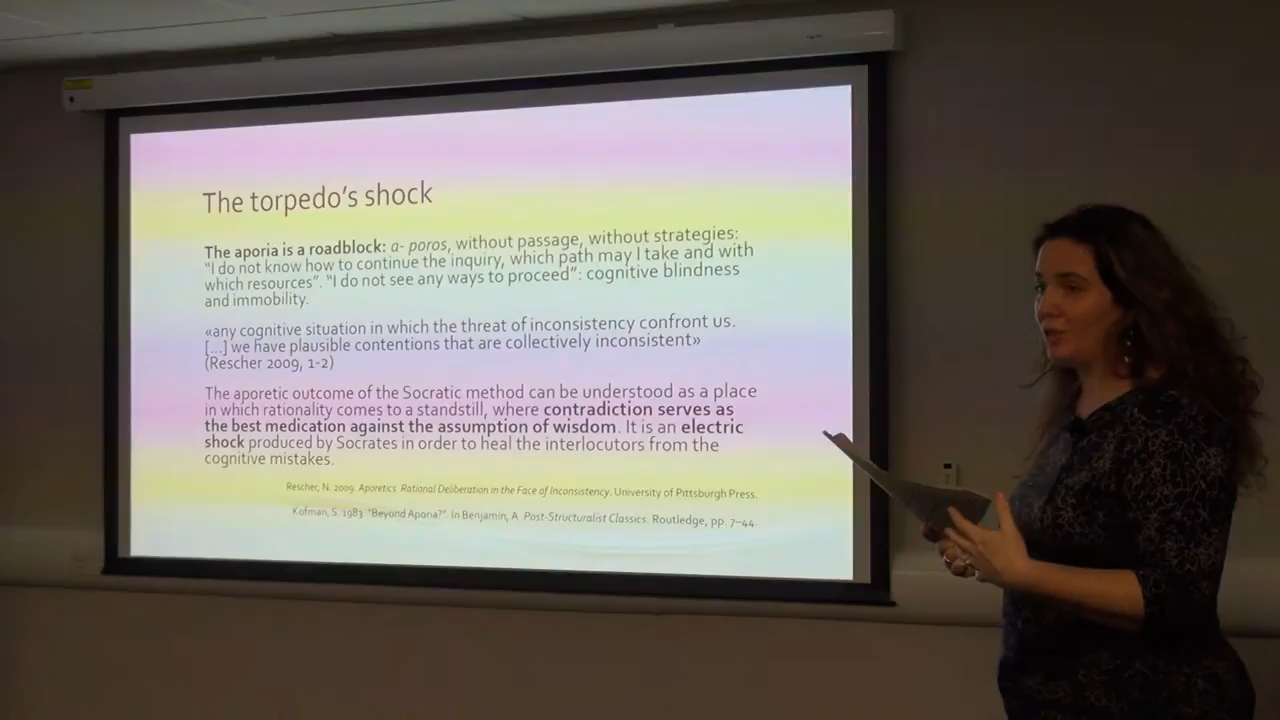 The torpedo's shock
The aporia is a roadblock: a- poros, without passage, without strategies:
"I do not know how to continue the inquiry, which path may I take and with
which resources". "I do not see any ways to proceed": cognitive blindness
and immobility.
«any cognitive situation in which the threat of inconsistency confront us.
[...] we have plausible contentions that are collectively inconsistent»
(Rescher 2009, 1-2)
The aporetic outcome of the Socratic method can be understood as a place
in which rationality comes to a standstill, where contradiction serves as
the best medication against the assumption of wisdom. It is an electric
shock produced by Socrates in order to heal the interlocutors from the
cognitive mistakes.
Rescher, N. 2009. Aporetics. Rational Deliberation in the Face of Inconsistency. University of Pittsburgh Press.
Kofman, S. 1983. "Beyond Aporia?". In Benjamin, A. Post-Structuralist Classics. Routledge, pp. 7–44.